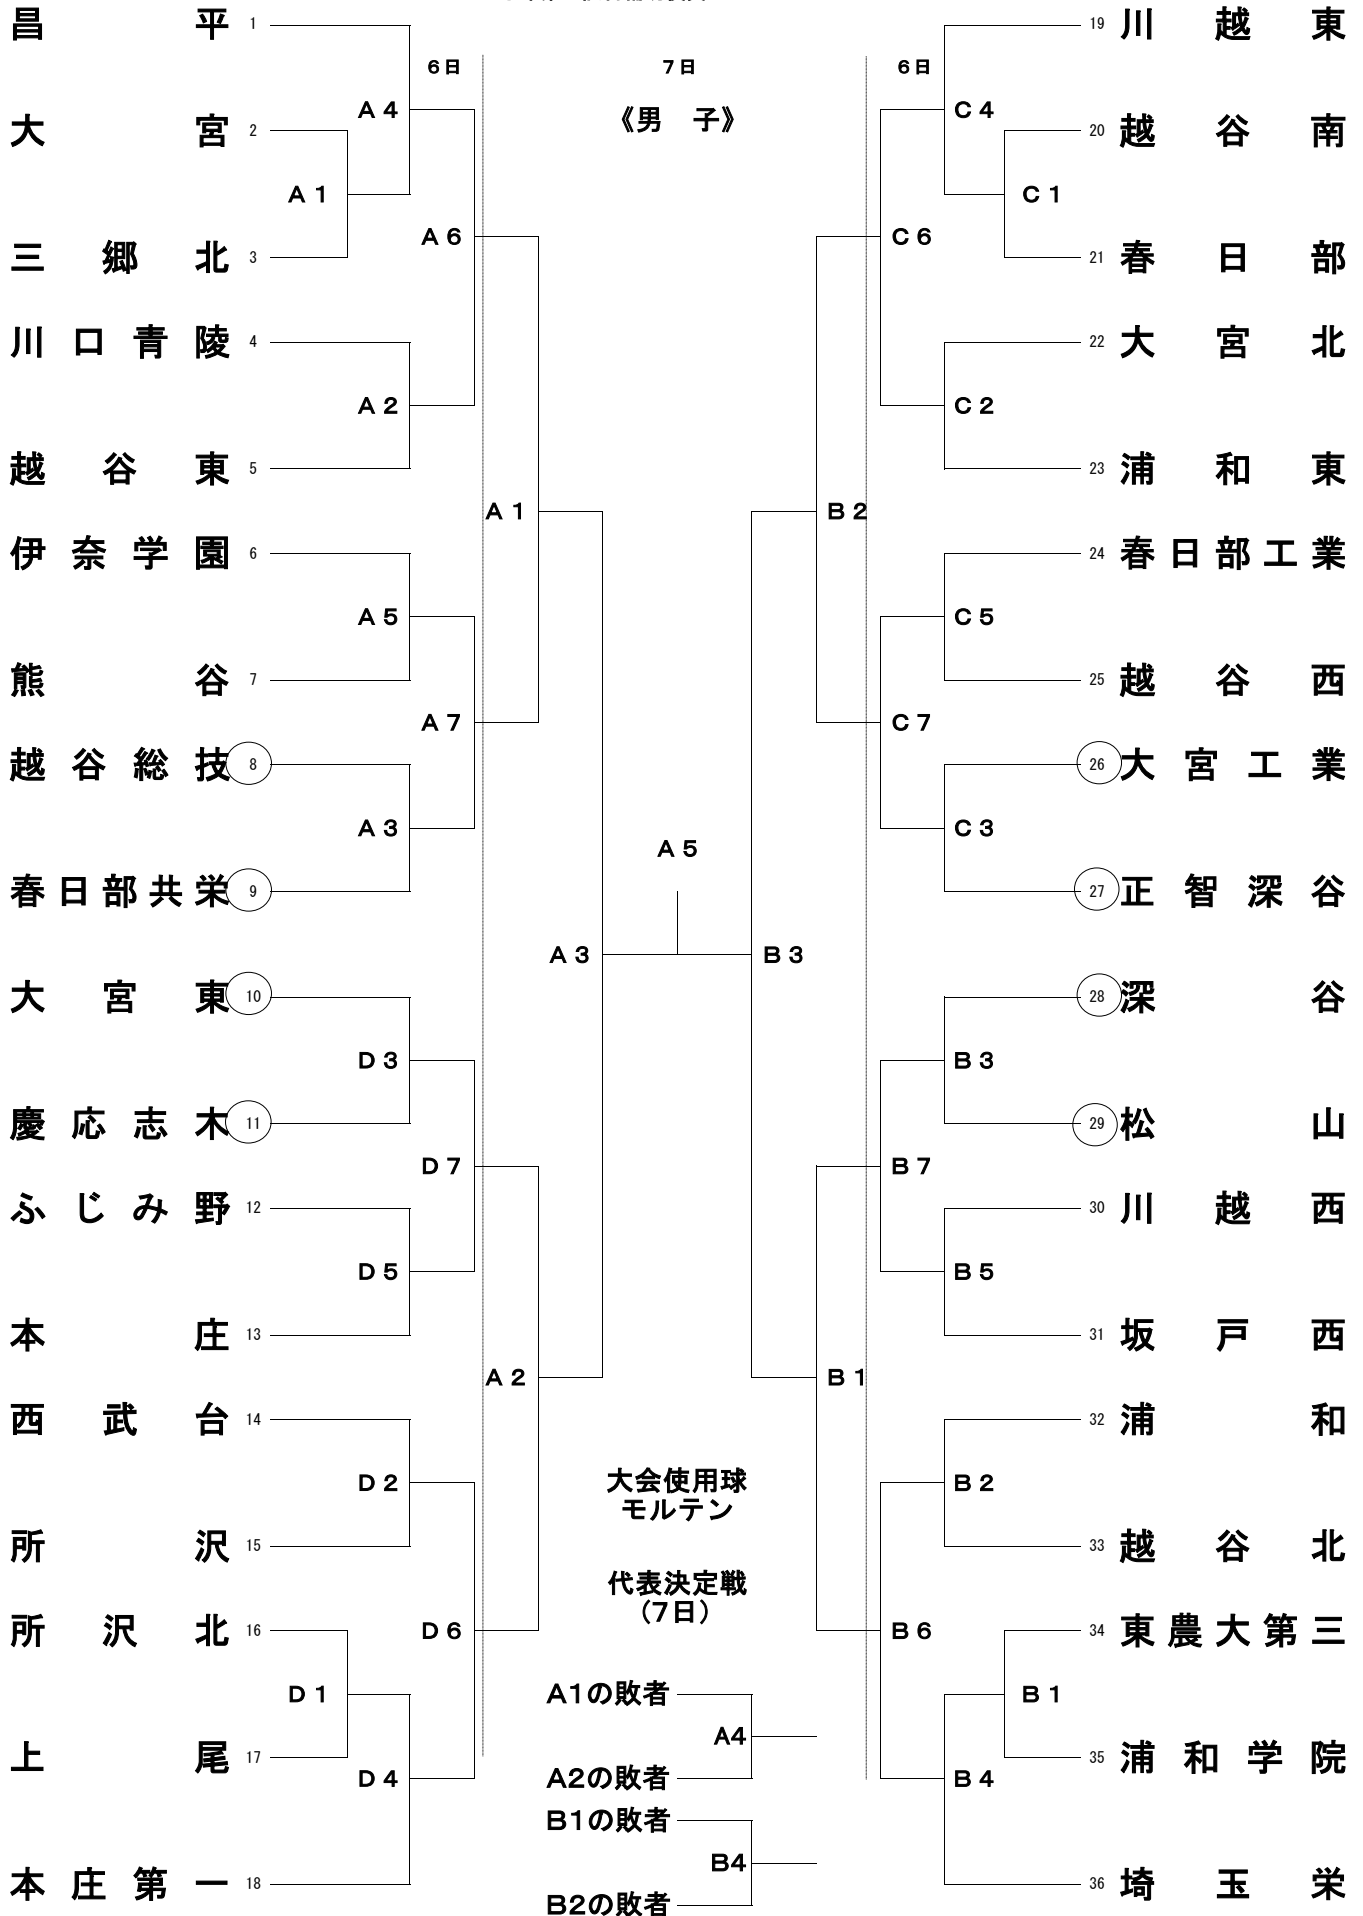 6日
7日
6日
《男 子》
昌平 1
大宮 2
三郷北 3
川口青陵 4
越谷東 5
伊奈学園 6
熊谷 7
越谷総技 8
春日部共栄 9
大宮東 10
慶応志木 11
ふじみ野 12
本庄 13
西武台 14
所沢 15
所沢北 16
上尾 17
本庄第一 18
A4
A1
A6
A2
A1
A5
A7
A3
D3
D7
D5
A2
D2
D6
D1
D4
A3
A5
B3
大会使用球
モルテン
代表決定戦
(7日)
A1の敗者
A4
A2の敗者
B1の敗者
B4
B2の敗者
C4
C1
C6
C2
B2
C5
C7
C3
B3
B7
B5
B1
B2
B6
B1
B4
19 川越東
20 越谷南
21 春日部
22 大宮北
23 浦和東
24 春日部工業
25 越谷西
26 大宮工業
27 正智深谷
28 深谷
29 松山
30 川越西
31 坂戸西
32 浦和
33 越谷北
34 東農大第三
35 浦和学院
36 埼玉栄